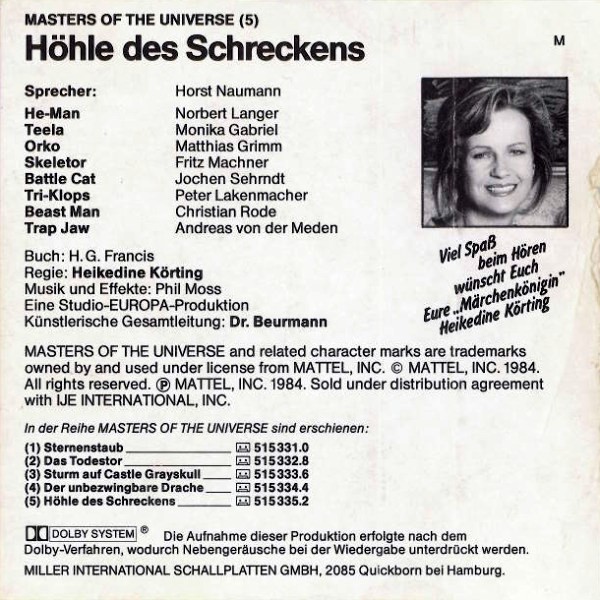 MASTERS OF THE UNIVERSE (5)
Höhle des Schreckens
M
Sprecher: Horst Naumann
He-Man Norbert Langer
Teela Monika Gabriel
Orko Matthias Grimm
Skeletor Fritz Machner
Battle Cat Jochen Sehrndt
Tri-Klops Peter Lakenmacher
Beast Man Christian Rode
Trap Jaw Andreas von der Meden
Viel Spaß
beim Hören
wünscht Euch
Eure „Märchenkönigin"
Heikedine Körting
Buch: H. G. Francis
Regie: Heikedine Körting
Musik und Effekte: Phil Moss
Eine Studio-EUROPA-Produktion
Künstlerische Gesamtleitung: Dr. Beurmann
MASTERS OF THE UNIVERSE and related character marks are trademarks
owned by and used under license from MATTEL, INC. © MATTEL, INC. 1984.
All rights reserved. ℗ MATTEL, INC. 1984. Sold under distribution agreement
with IJE INTERNATIONAL, INC.
In der Reihe MASTERS OF THE UNIVERSE sind erschienen:
(1) Sternenstaub 515331.0
(2) Das Todestor 515332.8
(3) Sturm auf Castle Grayskull 515333.6
(4) Der unbezwingbare Drache 515334.4
(5) Höhle des Schreckens 515335.2
DOLBY SYSTEM ® Die Aufnahme dieser Produktion erfolgte nach dem
Dolby-Verfahren, wodurch Nebengeräusche bei der Wiedergabe unterdrückt werden.
MILLER INTERNATIONAL SCHALLPLATTEN GMBH, 2085 Quickborn bei Hamburg.